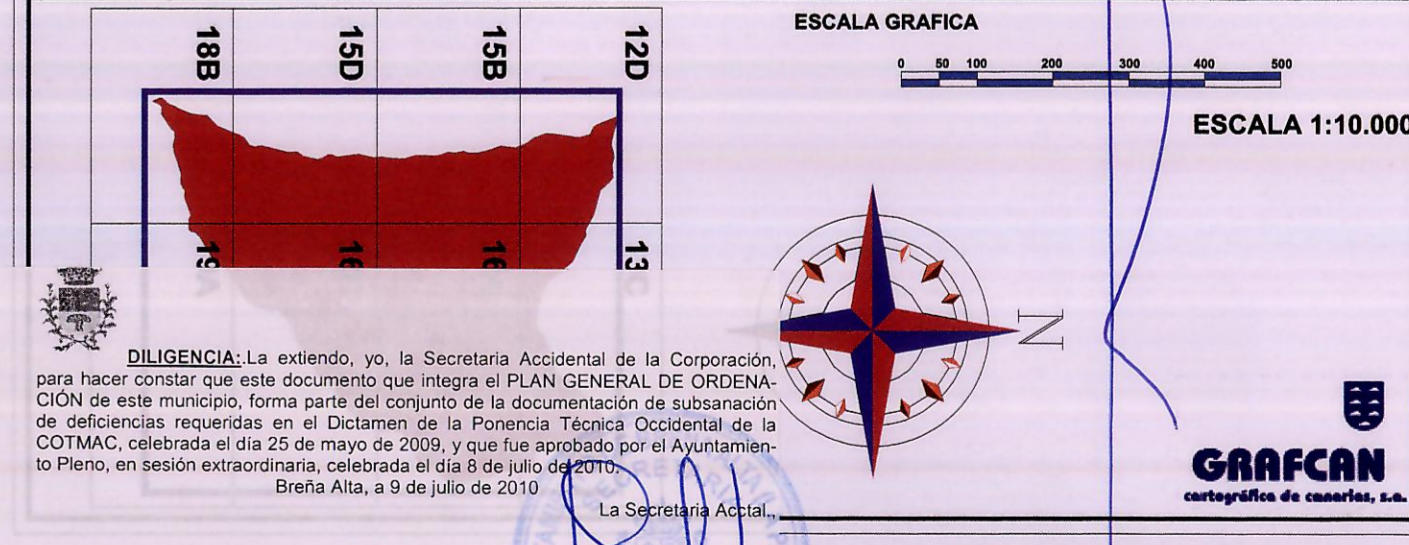 18B
15D
15B
12D
ESCALA GRAFICA
0 50 100 200 300 400 500
ESCALA 1:10.000
19A
16
16
13C
N
DILIGENCIA:.La extiendo, yo, la Secretaria Accidental de la Corporación,
para hacer constar que este documento que integra el PLAN GENERAL DE ORDENA-
CIÓN de este municipio, forma parte del conjunto de la documentación de subsanación
de deficiencias requeridas en el Dictamen de la Ponencia Técnica Occidental de la
COTMAC, celebrada el día 25 de mayo de 2009, y que fue aprobado por el Ayuntamien-
to Pleno, en sesión extraordinaria, celebrada el día 8 de julio de 2010.
Breña Alta, a 9 de julio de 2010
La Secretaria Acctal.,
GRAFCAN
cartográfica de canarias, s.a.